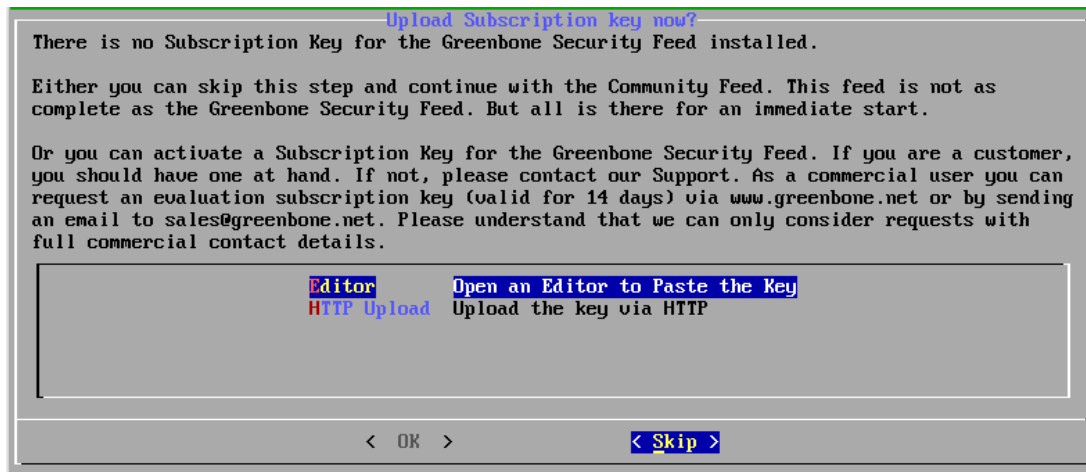 Upload Subscription key now?
There is no Subscription Key for the Greenbone Security Feed installed.
Either you can skip this step and continue with the Community Feed. This feed is not as
complete as the Greenbone Security Feed. But all is there for an immediate start.
Or you can activate a Subscription Key for the Greenbone Security Feed. If you are a customer,
you should have one at hand. If not, please contact our Support. As a commercial user you can
request an evaluation subscription key (valid for 14 days) via www.greenbone.net or by sending
an email to sales@greenbone.net. Please understand that we can only consider requests with
full commercial contact details.
Editor Open an Editor to Paste the Key
HTTP Upload Upload the key via HTTP
< OK > < Skip >